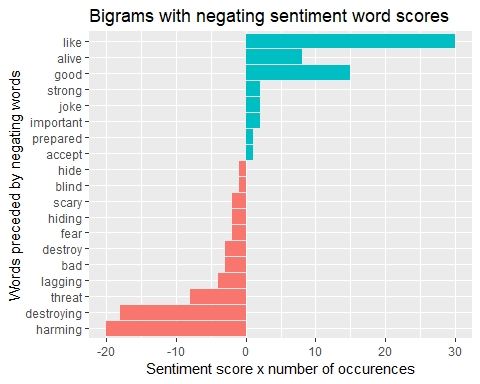 Bigrams with negating sentiment word scores
Words preceded by negating words
like
alive
good
strong
joke
important
prepared
accept
hide
blind
scary
hiding
fear
destroy
bad
lagging
threat
destroying
harming
-20 -10 0 10 20 30
Sentiment score x number of occurences